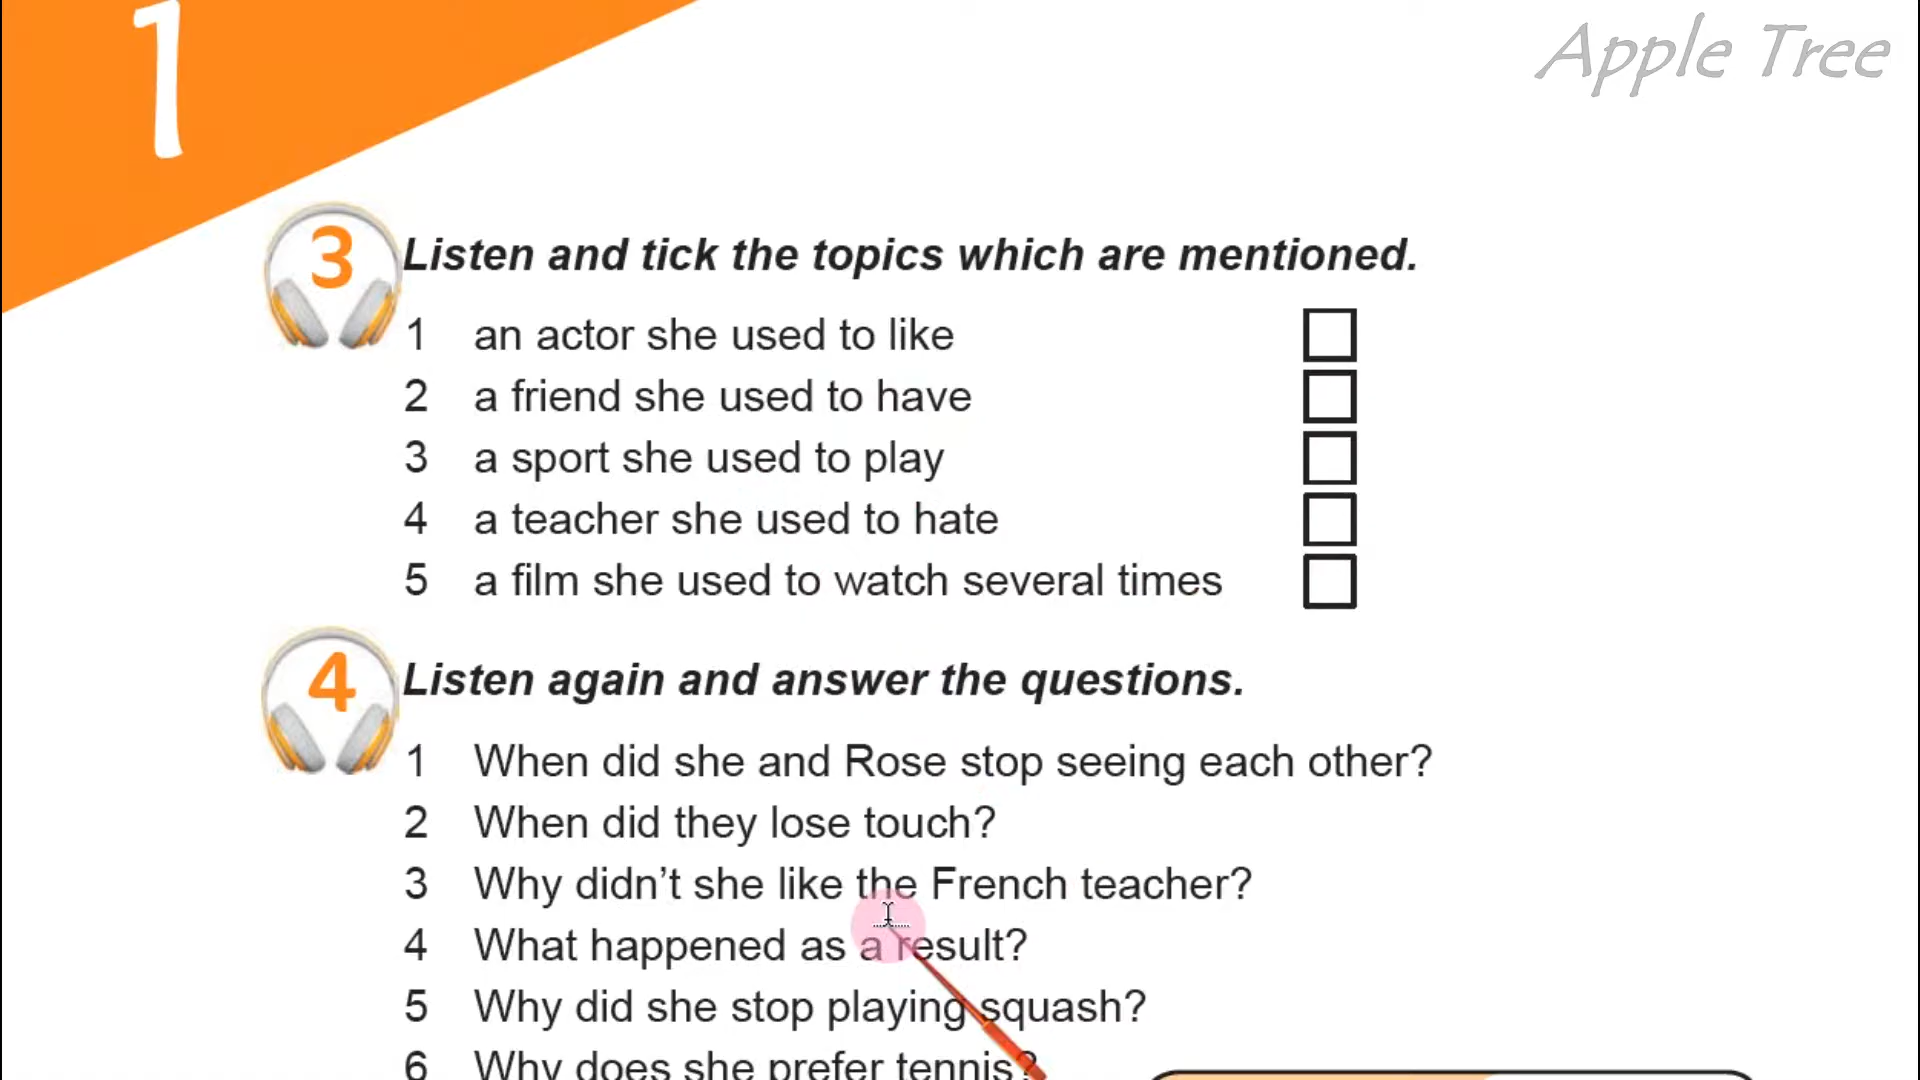 1
Apple Tree
3 Listen and tick the topics which are mentioned.
1 an actor she used to like
2 a friend she used to have
3 a sport she used to play
4 a teacher she used to hate
5 a film she used to watch several times
4 Listen again and answer the questions.
1 When did she and Rose stop seeing each other?
2 When did they lose touch?
3 Why didn’t she like the French teacher?
4 What happened as a result?
5 Why did she stop playing squash?
6 Why does she prefer tennis?